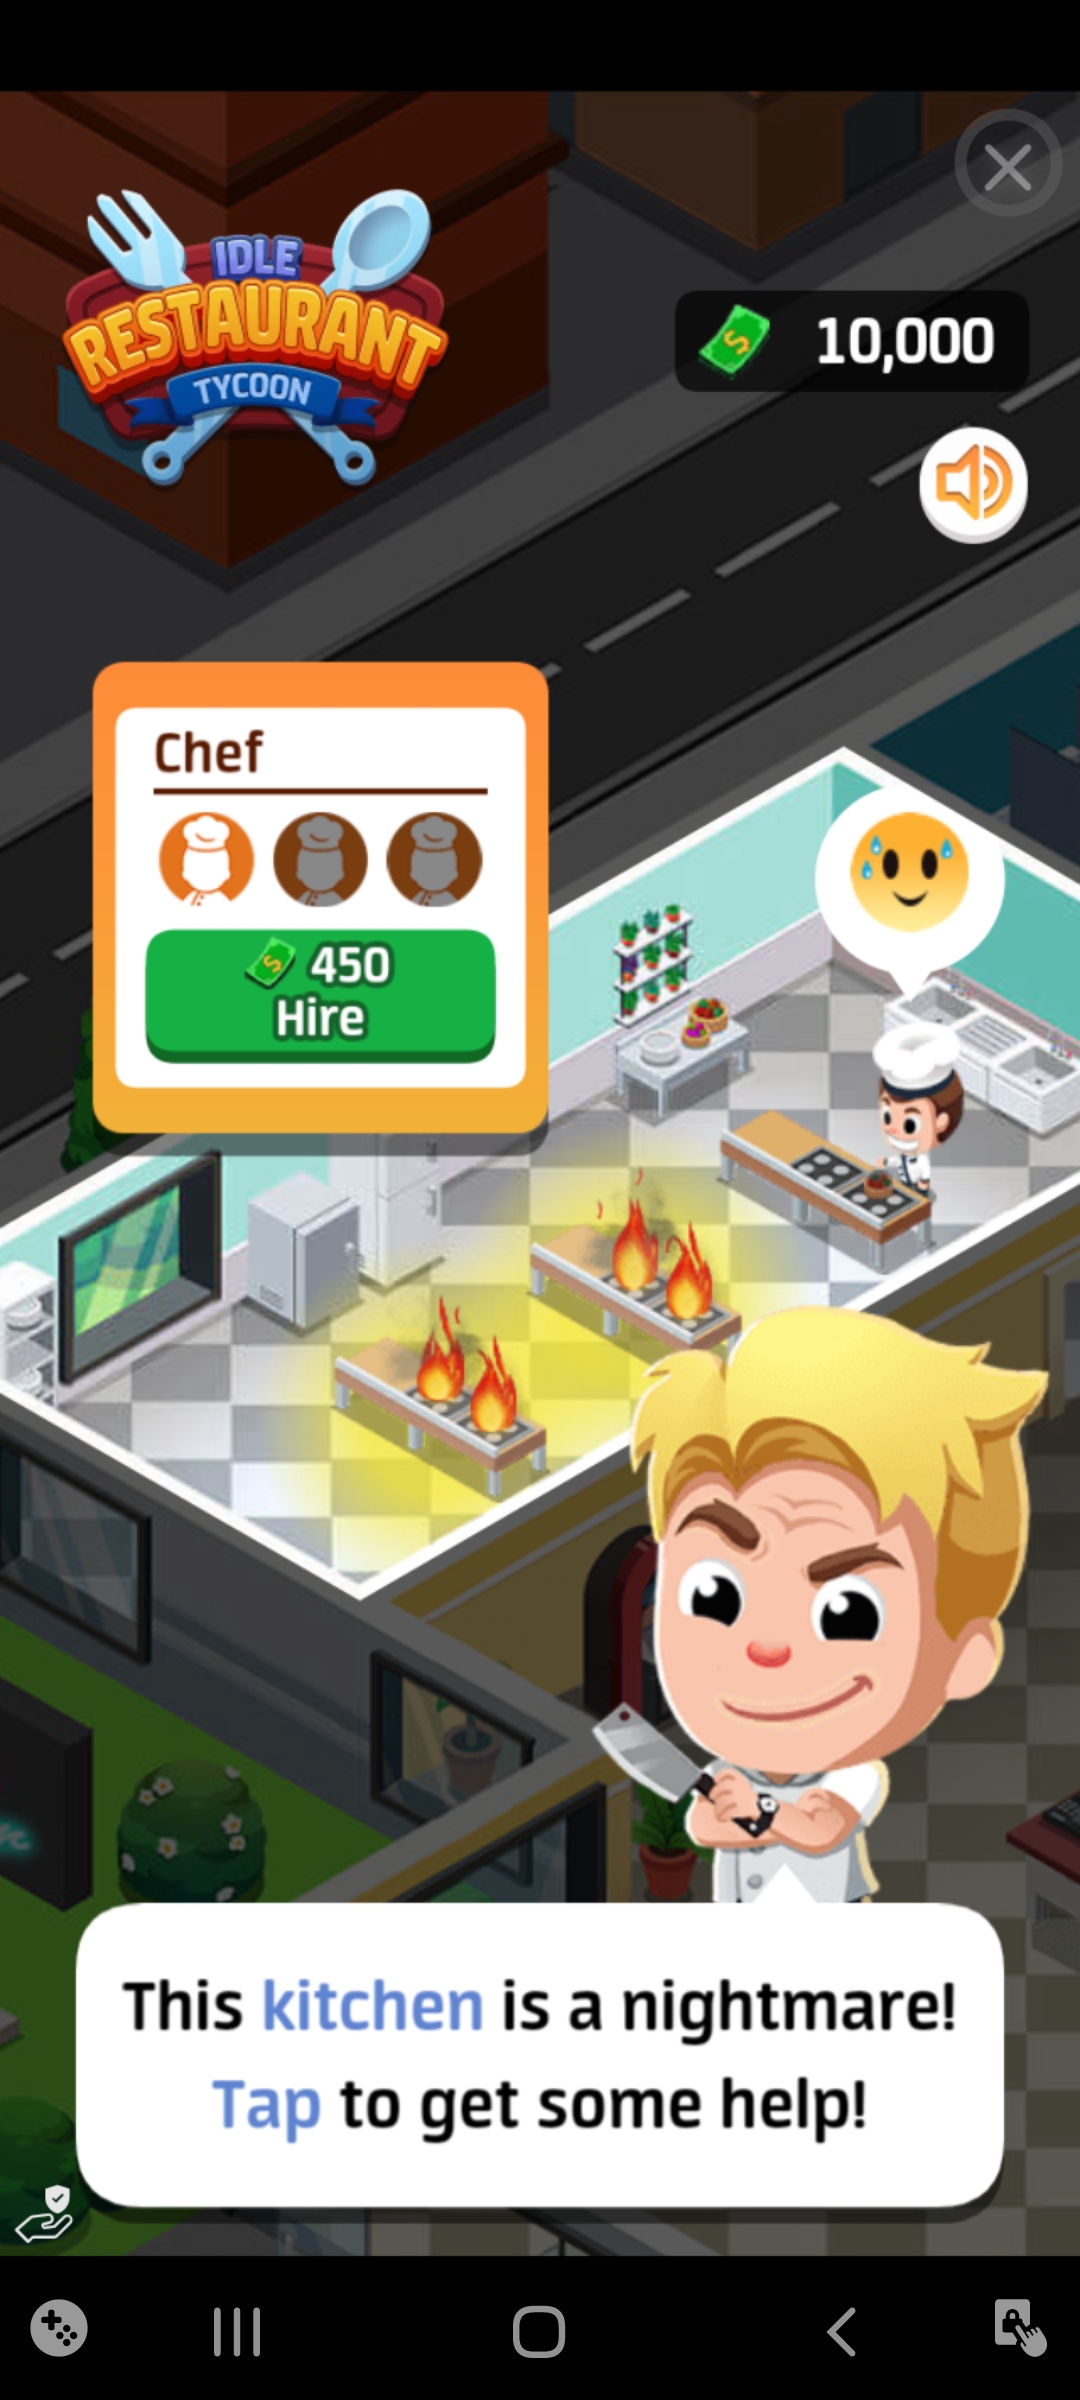 IDLE
RESTAURANT
TYCOON
10,000
Chef
450
Hire
This kitchen is a nightmare!
Tap to get some help!